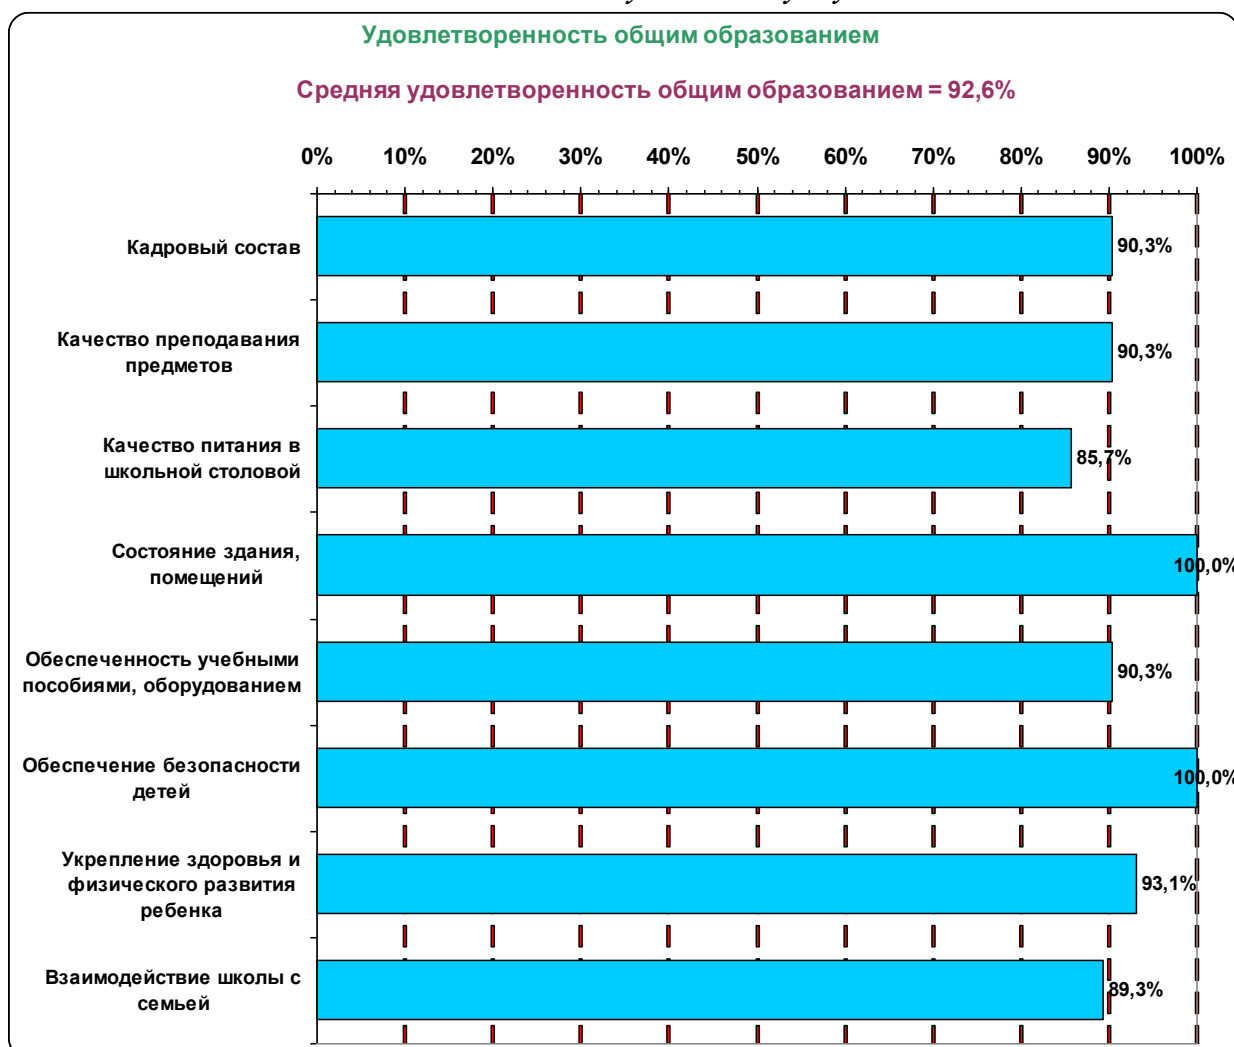 Удовлетворенность общим образованием
Средняя удовлетворенность общим образованием = 92,6%
0% 10% 20% 30% 40% 50% 60% 70% 80% 90% 100%
Кадровый состав
90,3%
Качество преподавания
предметов
90,3%
Качество питания в
школьной столовой
85,7%
Состояние здания,
помещений
100,0%
Обеспеченность учебными
пособиями, оборудованием
90,3%
Обеспечение безопасности
детей
100,0%
Укрепление здоровья и
физического развития
ребенка
93,1%
Взаимодействие школы с
семьей
89,3%